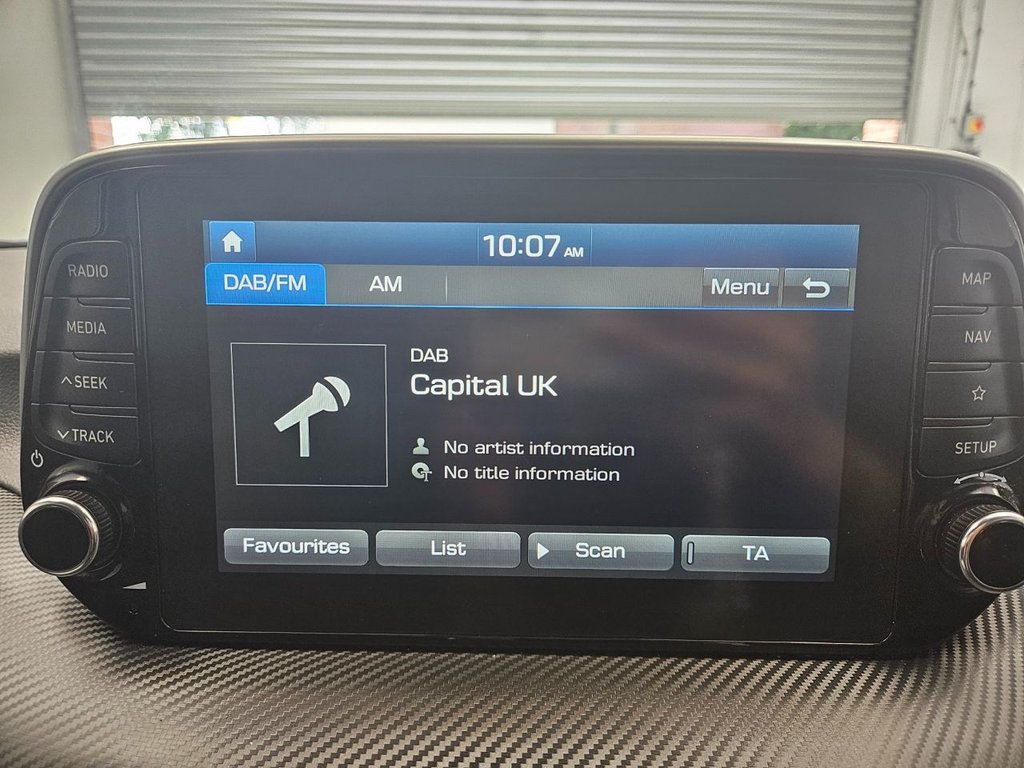 10:07 AM
DAB/FM
AM
Menu
RADIO
MEDIA
SEEK
TRACK
DAB
Capital UK
No artist information
No title information
Favourites
List
Scan
TA
MAP
NAV
SETUP